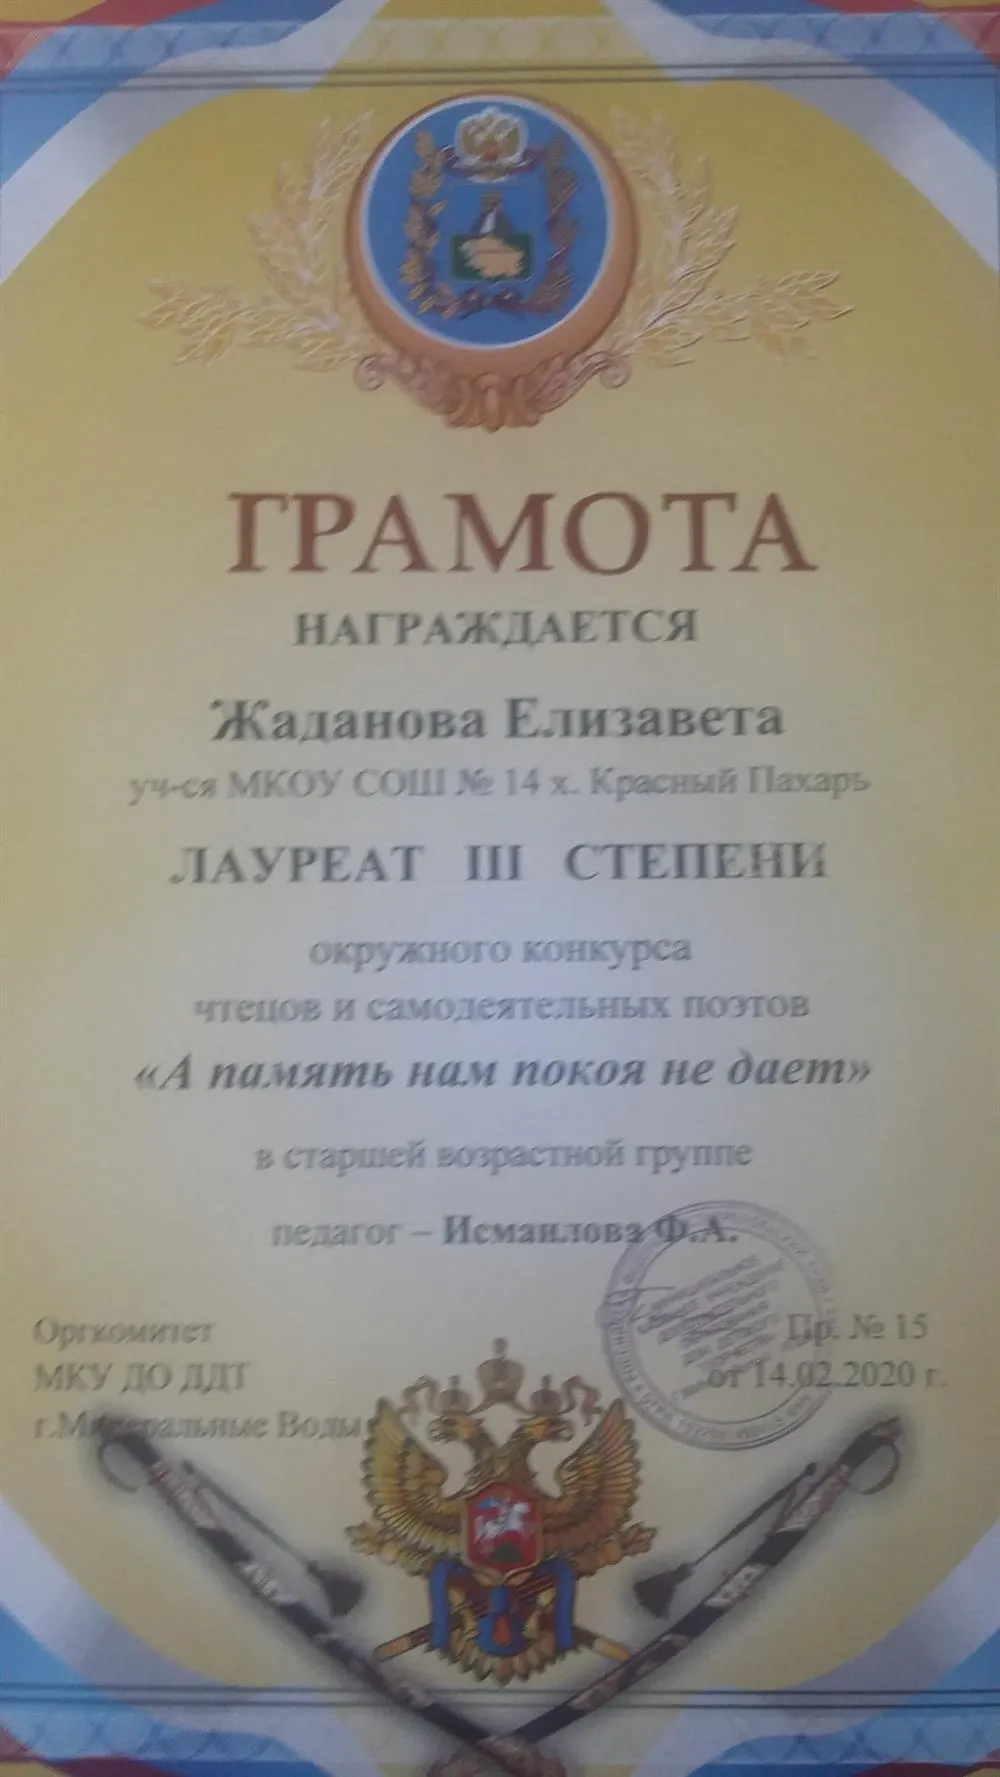 ГРАМОТА
НАГРАЖДАЕТСЯ
Жаданова Елизавета
уч-ся МКОУ СОШ № 14 х. Красный Пахарь
ЛАУРЕАТ III СТЕПЕНИ
окружного конкурса
чтецов и самодеятельных поэтов
«А память нам покоя не дает»
в старшей возрастной группе
педагог – Исмаилова Ф.А.
Оргкомитет
МКУ ДО ДДТ
г.Минеральные Воды
Пр. № 15
от 14.02.2020 г.